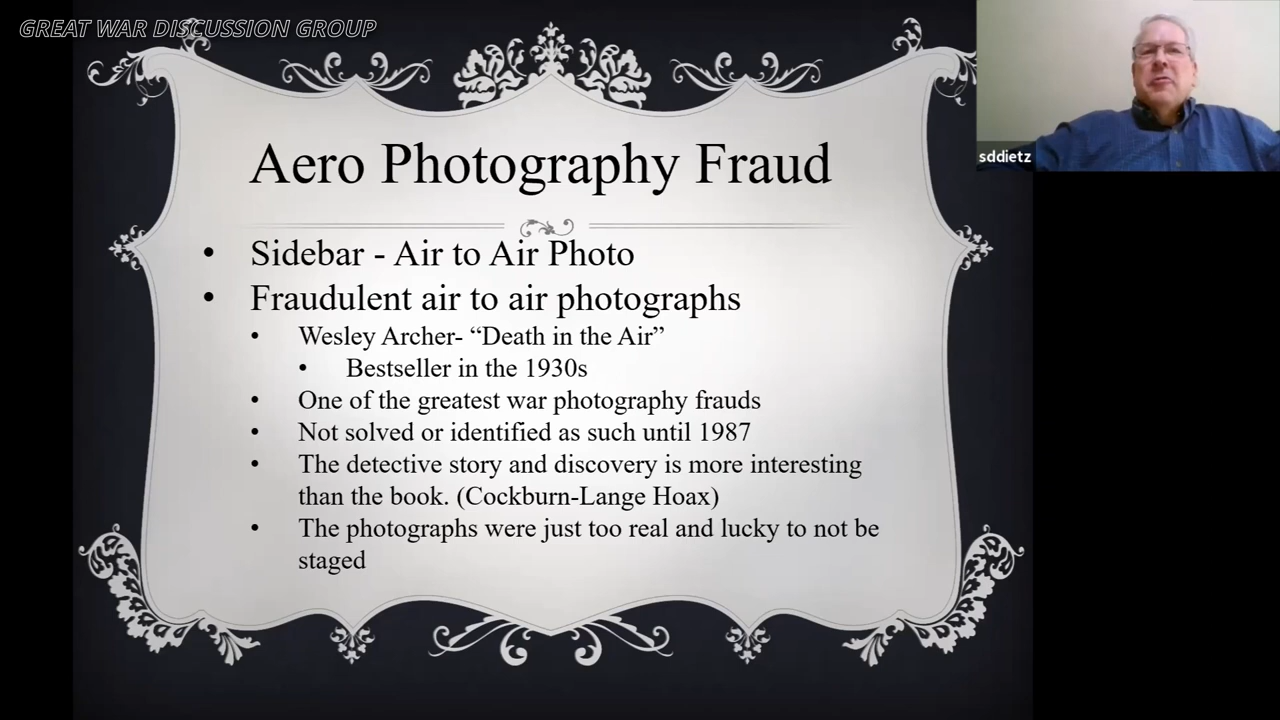 GREAT WAR DISCUSSION GROUP
sddietz
Aero Photography Fraud
• Sidebar - Air to Air Photo
• Fraudulent air to air photographs
• Wesley Archer- “Death in the Air”
• Bestseller in the 1930s
• One of the greatest war photography frauds
• Not solved or identified as such until 1987
• The detective story and discovery is more interesting
than the book. (Cockburn-Lange Hoax)
• The photographs were just too real and lucky to not be
staged